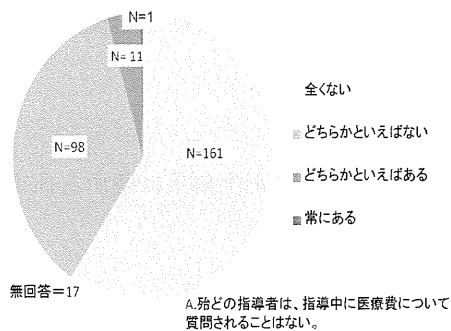 N=1
N= 11
N=98
N=161
全くない
どちらかといえばない
どちらかといえばある
常にある
無回答＝17
A.殆どの指導者は、指導中に医療費について
質問されることはない。